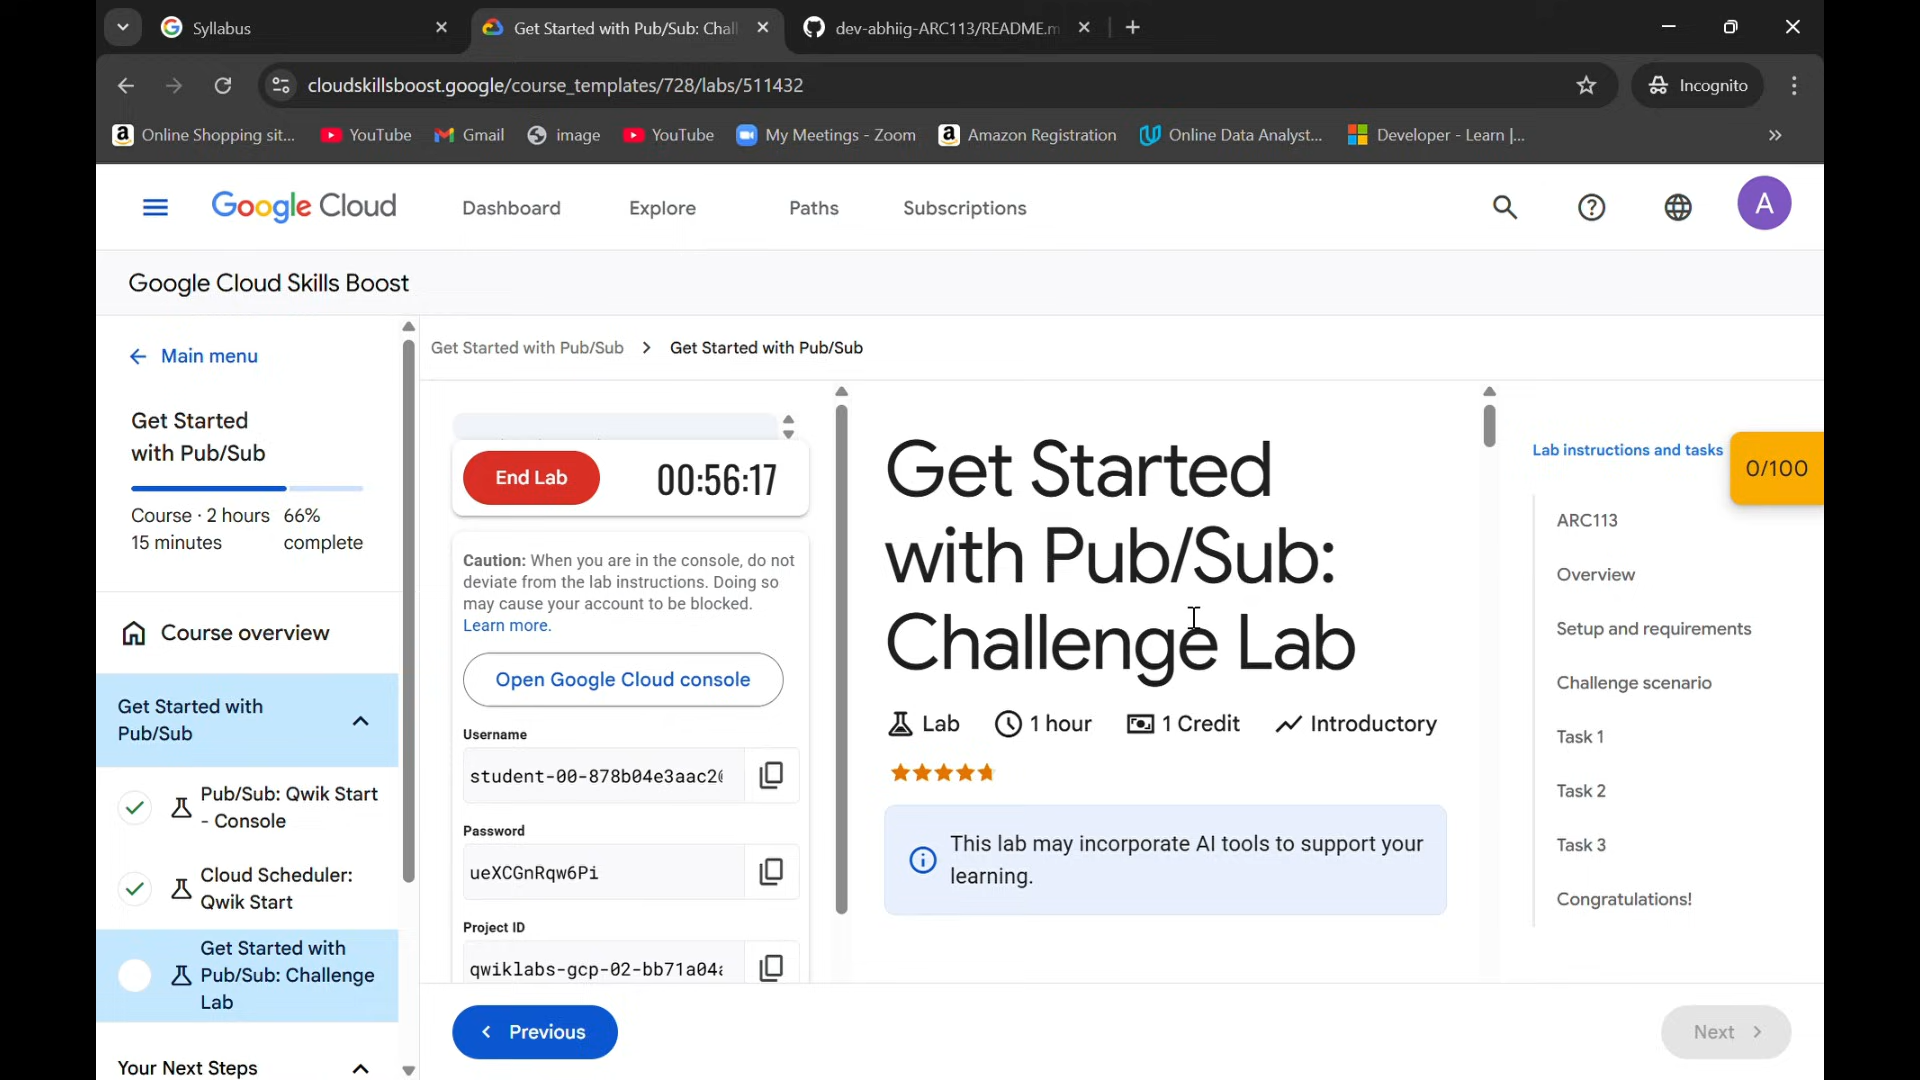 Syllabus
Get Started with Pub/Sub: Chal
dev-abhiig-ARC113/README.m
cloudskillsboost.google/course_templates/728/labs/511432
Incognito
Online Shopping sit...
YouTube
Gmail
image
YouTube
My Meetings - Zoom
Amazon Registration
Online Data Analyst...
Developer - Learn |...
Google Cloud
Dashboard
Explore
Paths
Subscriptions
A
Google Cloud Skills Boost
Main menu
Get Started
with Pub/Sub
Course · 2 hours
15 minutes
66%
complete
Course overview
Get Started with
Pub/Sub
Pub/Sub: Qwik Start
- Console
Cloud Scheduler:
Qwik Start
Get Started with
Pub/Sub: Challenge
Lab
Your Next Steps
Get Started with Pub/Sub > Get Started with Pub/Sub
End Lab
00:56:17
Caution: When you are in the console, do not
deviate from the lab instructions. Doing so
may cause your account to be blocked.
Learn more.
Open Google Cloud console
Username
student-00-878b04e3aac2
Password
ueXCGnRqw6Pi
Project ID
qwiklabs-gcp-02-bb71a04
Get Started
with Pub/Sub:
Challenge Lab
Lab
1 hour
1 Credit
Introductory
This lab may incorporate AI tools to support your
learning.
Lab instructions and tasks
0/100
ARC113
Overview
Setup and requirements
Challenge scenario
Task 1
Task 2
Task 3
Congratulations!
Previous
Next